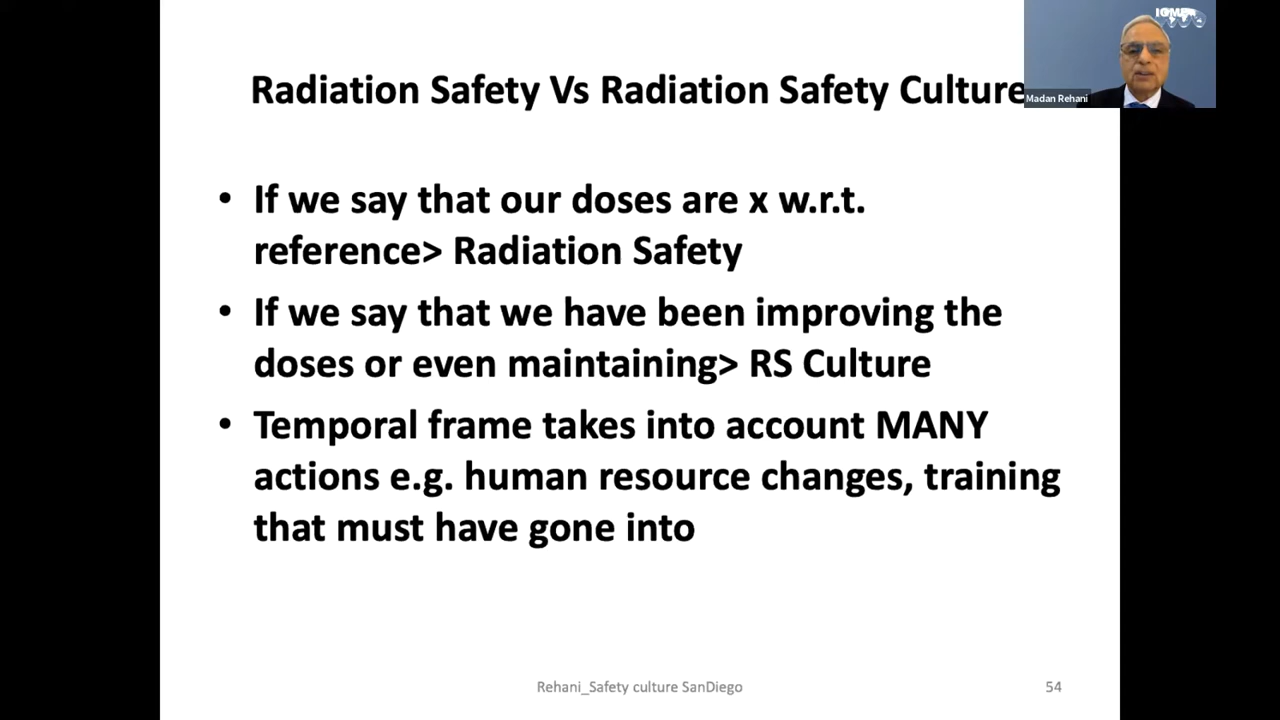 Radiation Safety Vs Radiation Safety Culture
Madan Rehani
• If we say that our doses are x w.r.t.
reference> Radiation Safety
• If we say that we have been improving the
doses or even maintaining> RS Culture
• Temporal frame takes into account MANY
actions e.g. human resource changes, training
that must have gone into
Rehani_Safety culture SanDiego
54